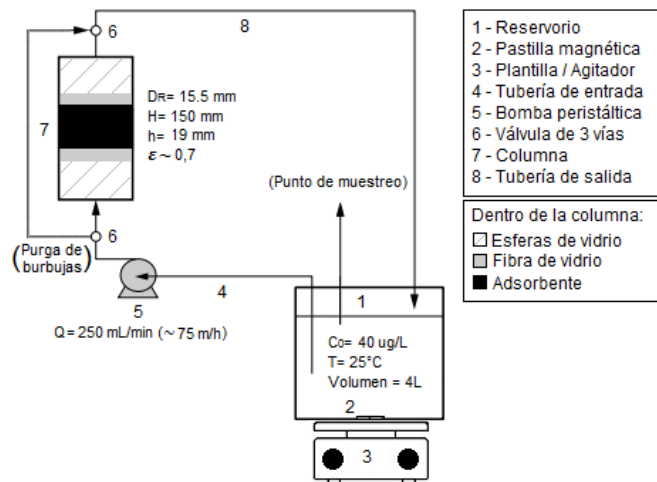 8
6
7
DR= 15.5 mm
H= 150 mm
h= 19 mm
ε ~ 0,7
6
(Purga de
burbujas)
5
4
Q= 250 mL/min (~ 75 m/h)
(Punto de muestreo)
1
C0= 40 ug/L
T= 25°C
Volumen = 4L
2
3
1 - Reservorio
2 - Pastilla magnética
3 - Plantilla / Agitador
4 - Tubería de entrada
5 - Bomba peristáltica
6 - Válvula de 3 vías
7 - Columna
8 - Tubería de salida
Dentro de la columna:
Esferas de vidrio
Fibra de vidrio
Adsorbente